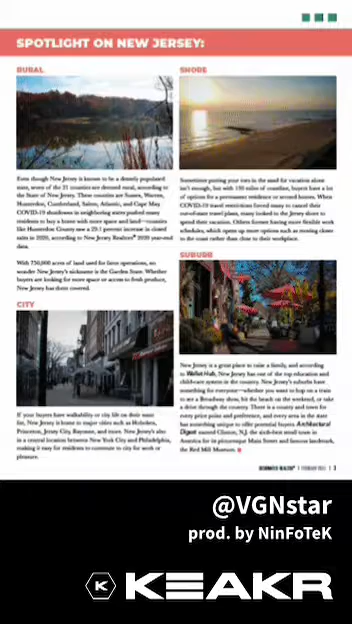 SPOTLIGHT ON NEW JERSEY:
RURAL
Even though New Jersey is known to be a densely populated
state, seven of the 21 counties are deemed rural, according to
the State of New Jersey. These counties are Sussex, Warren,
Hunterdon, Cumberland, Salem, Atlantic, and Cape May.
COVID-19 shutdowns in neighboring states pushed many
residents to buy a home with more space and land—counties
like Hunterdon County saw a 29.1 percent increase in closed
sales in 2020, according to New Jersey Realtors® 2020 year-end
data.
With 750,000 acres of land used for farm operations, no
wonder New Jersey's nickname is the Garden State. Whether
buyers are looking for more space or access to fresh produce,
New Jersey has them covered.
CITY
If your buyers have walkability or city life on their want
list, New Jersey is home to major cities such as Hoboken,
Princeton, Jersey City, Bayonne, and more. New Jersey's also
in a central location between New York City and Philadelphia,
making it easy for residents to commute to city for work or
pleasure.
SHORE
Sometimes putting your toes in the sand for vacation alone
isn't enough, but with 130 miles of coastline, buyers have a lot
of options for a permanent residence or second homes. When
COVID-19 travel restrictions forced many to cancel their
out-of-state travel plans, many looked to the Jersey shore to
spend their vacation. Others former having more flexible work
schedules, which opens up more options such as moving closer
to the coast rather than close to their workplace.
SUBURB
New Jersey is a great place to raise a family, and according
to WalletHub, New Jersey has one of the top education and
childcare system in the country. New Jersey's suburbs have
something for everyone—whether you want to hop on a train
to see a Broadway show, hit the beach on the weekend, or take
a drive through the country. There is a county and town for
every price point and preference, and every area in the state
has something unique to offer potential buyers. Architectural
Digest named Clinton, N.J. the sixth-best small town in
America for its picturesque Main Street and famous landmark,
the Red Mill Museum.
NEW JERSEY REALTOR® | FEBRUARY 2021 | 3
@VGNstar
prod. by NinFoTeK
KEAKR